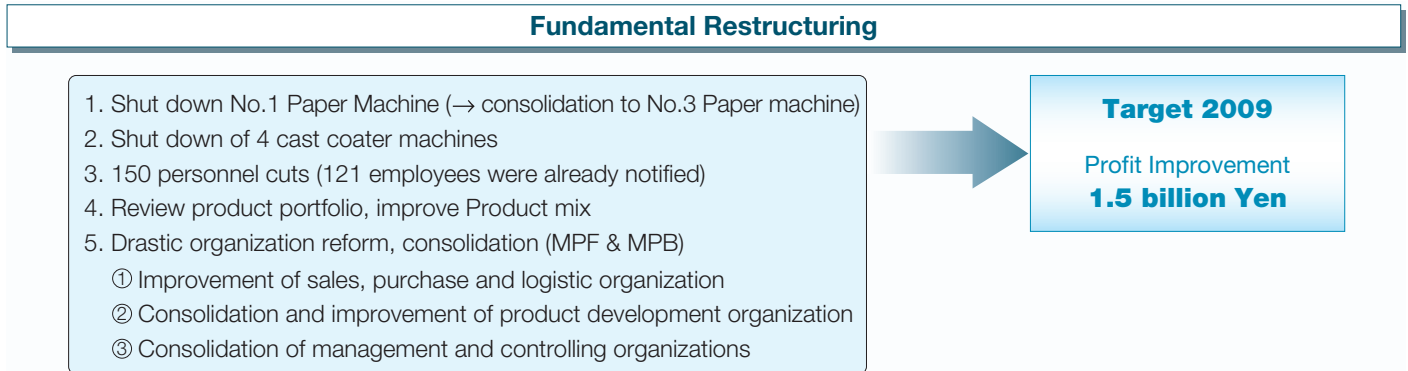 Fundamental Restructuring
1. Shut down No.1 Paper Machine (→ consolidation to No.3 Paper machine)
2. Shut down of 4 cast coater machines
3. 150 personnel cuts (121 employees were already notified)
4. Review product portfolio, improve Product mix
5. Drastic organization reform, consolidation (MPF & MPB)
① Improvement of sales, purchase and logistic organization
② Consolidation and improvement of product development organization
③ Consolidation of management and controlling organizations
Target 2009
Profit Improvement
1.5 billion Yen